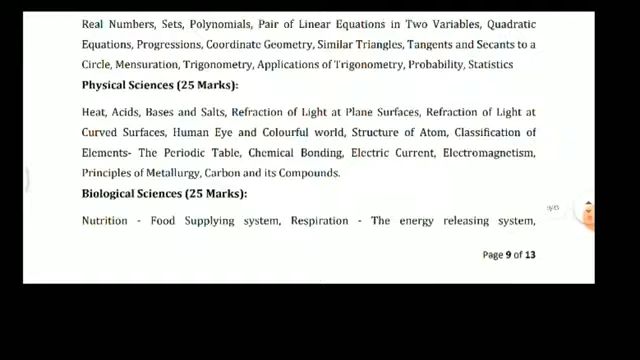 Real Numbers, Sets, Polynomials, Pair of Linear Equations in Two Variables, Quadratic
Equations, Progressions, Coordinate Geometry, Similar Triangles, Tangents and Secants to a
Circle, Mensuration, Trigonometry, Applications of Trigonometry, Probability, Statistics
Physical Sciences (25 Marks):
Heat, Acids, Bases and Salts, Refraction of Light at Plane Surfaces, Refraction of Light at
Curved Surfaces, Human Eye and Colourful world, Structure of Atom, Classification of
Elements- The Periodic Table, Chemical Bonding, Electric Current, Electromagnetism,
Principles of Metallurgy, Carbon and its Compounds.
Biological Sciences (25 Marks):
Nutrition - Food Supplying system, Respiration - The energy releasing system,
Page 9 of 13